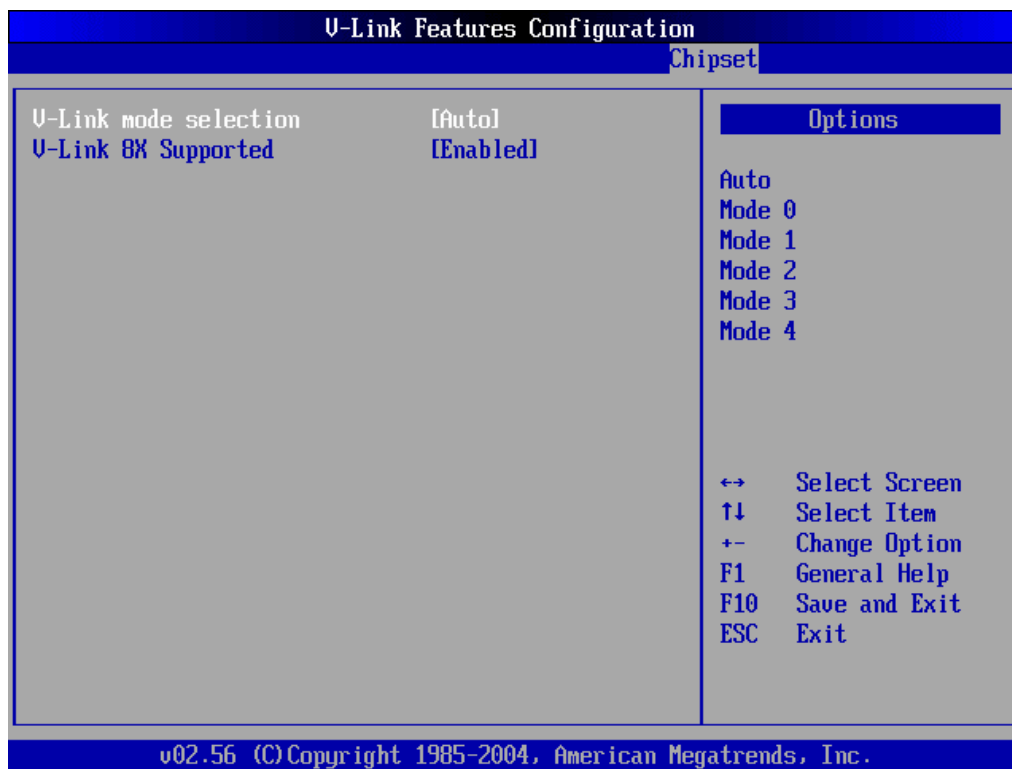 V-Link Features Configuration
Chipset
V-Link mode selection [Auto]
V-Link 8X Supported [Enabled]
Options
Auto
Mode 0
Mode 1
Mode 2
Mode 3
Mode 4
←→ Select Screen
↑↓ Select Item
+- Change Option
F1 General Help
F10 Save and Exit
ESC Exit
v02.56 (C)Copyright 1985-2004, American Megatrends, Inc.